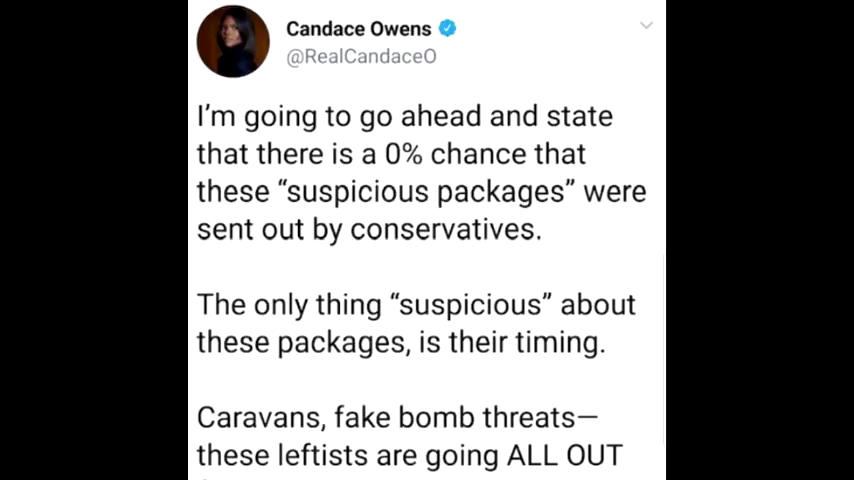 Candace Owens
@RealCandaceO
I'm going to go ahead and state
that there is a 0% chance that
these “suspicious packages” were
sent out by conservatives.
The only thing “suspicious” about
these packages, is their timing.
Caravans, fake bomb threats—
these leftists are going ALL OUT